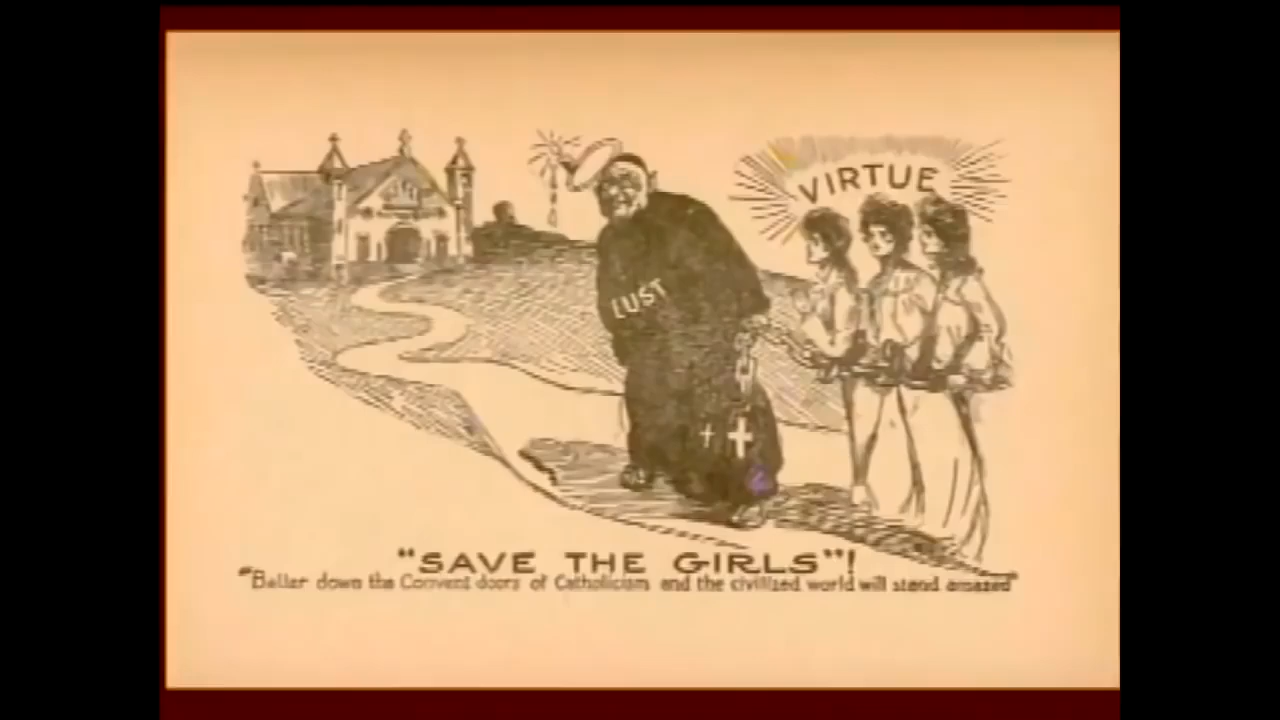 VIRTUE
LUST
"SAVE THE GIRLS"!
"Batter down the Convent doors of Catholicism and the civilized world will stand amazed"